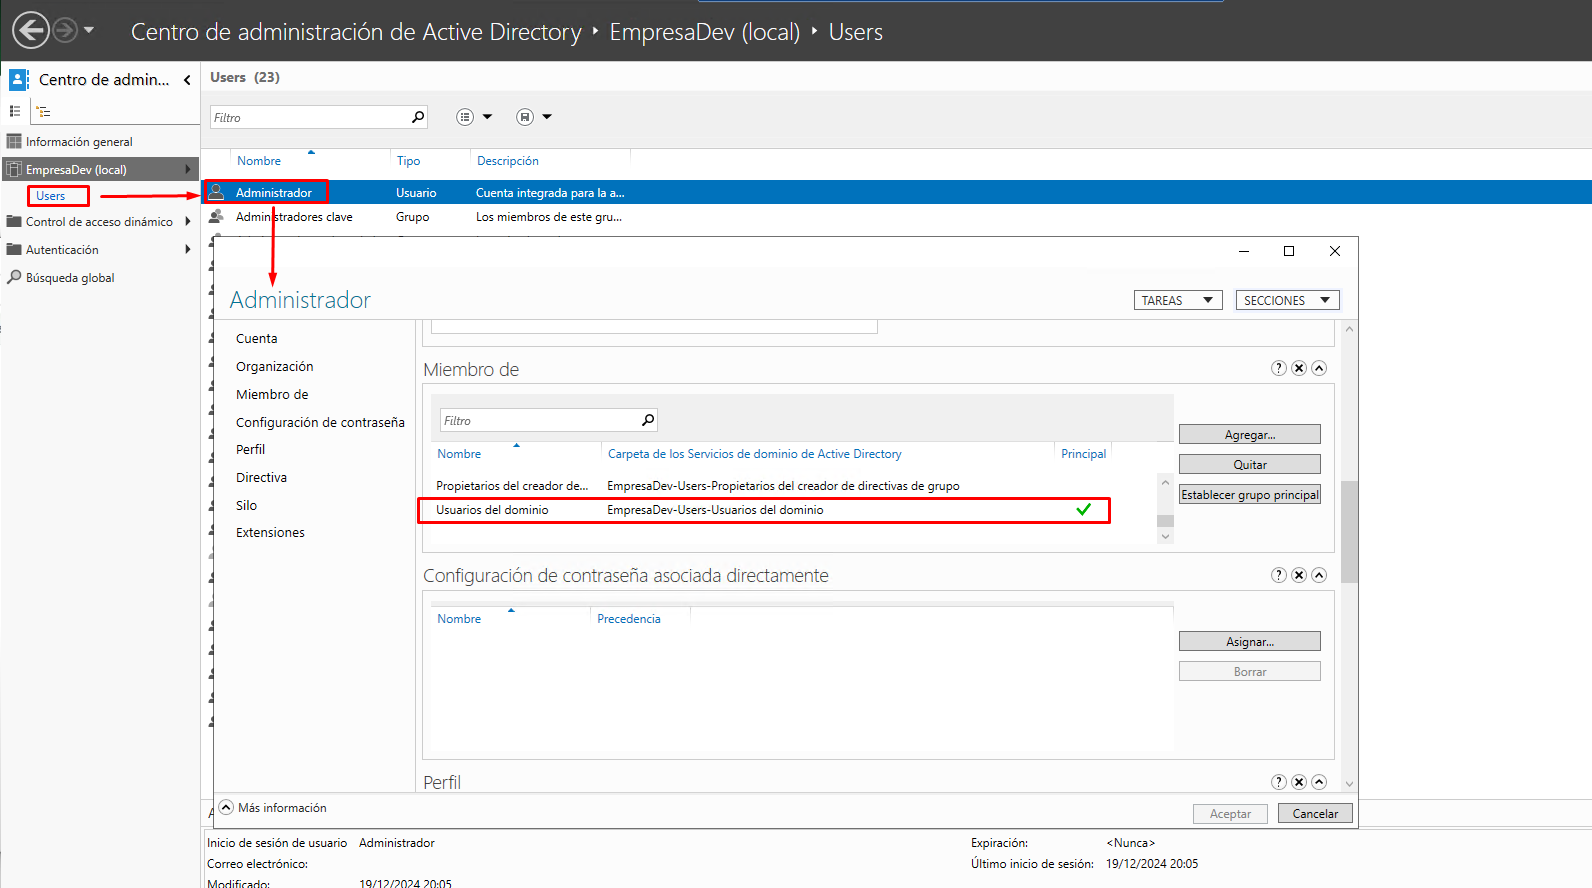 Centro de administración de Active Directory ‣ EmpresaDev (local) ‣ Users
Centro de admin...
Users (23)
Filtro
Información general
EmpresaDev (local)
Users
Control de acceso dinámico
Autenticación
Búsqueda global
Nombre Tipo Descripción
Administrador Usuario Cuenta integrada para la a...
Administradores clave Grupo Los miembros de este gru...
Administrador
TAREAS
SECCIONES
Cuenta
Organización
Miembro de
Configuración de contraseña
Perfil
Directiva
Silo
Extensiones
Miembro de
Filtro
Nombre Carpeta de los Servicios de dominio de Active Directory Principal
Propietarios del creador de... EmpresaDev-Users-Propietarios del creador de directivas de grupo
Usuarios del dominio EmpresaDev-Users-Usuarios del dominio
Agregar...
Quitar
Establecer grupo principal
Configuración de contraseña asociada directamente
Nombre Precedencia
Asignar...
Borrar
Perfil
Más información
Aceptar
Cancelar
Inicio de sesión de usuario Administrador Expiración: <Nunca>
Correo electrónico: Último inicio de sesión: 19/12/2024 20:05
Modificado: 19/12/2024 20:05